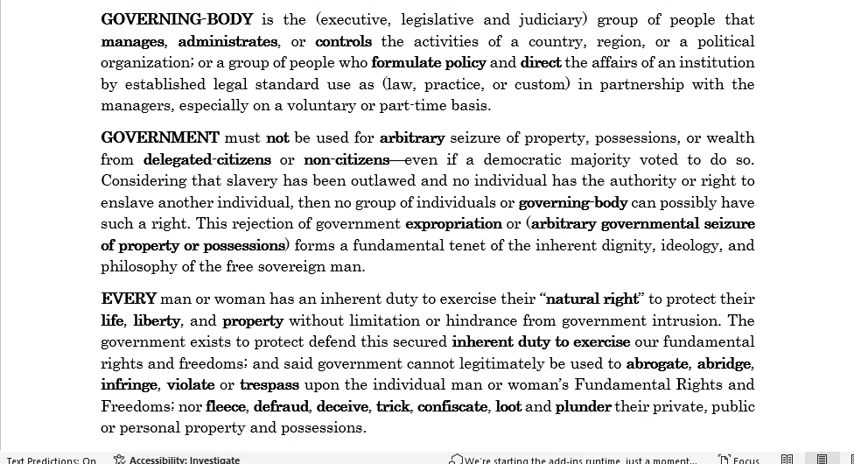 GOVERNING-BODY is the (executive, legislative and judiciary) group of people that
manages, administrates, or controls the activities of a country, region, or a political
organization; or a group of people who formulate policy and direct the affairs of an institution
by established legal standard use as (law, practice, or custom) in partnership with the
managers, especially on a voluntary or part-time basis.
GOVERNMENT must not be used for arbitrary seizure of property, possessions, or wealth
from delegated-citizens or non-citizens—even if a democratic majority voted to do so.
Considering that slavery has been outlawed and no individual has the authority or right to
enslave another individual, then no group of individuals or governing-body can possibly have
such a right. This rejection of government expropriation or (arbitrary governmental seizure
of property or possessions) forms a fundamental tenet of the inherent dignity, ideology, and
philosophy of the free sovereign man.
EVERY man or woman has an inherent duty to exercise their “natural right” to protect their
life, liberty, and property without limitation or hindrance from government intrusion. The
government exists to protect defend this secured inherent duty to exercise our fundamental
rights and freedoms; and said government cannot legitimately be used to abrogate, abridge,
infringe, violate or trespass upon the individual man or woman’s Fundamental Rights and
Freedoms; nor fleece, defraud, deceive, trick, confiscate, loot and plunder their private, public
or personal property and possessions.
Text Predictions: On Accessibility: Investigate We're starting the add-ins runtime, just a moment... Focus